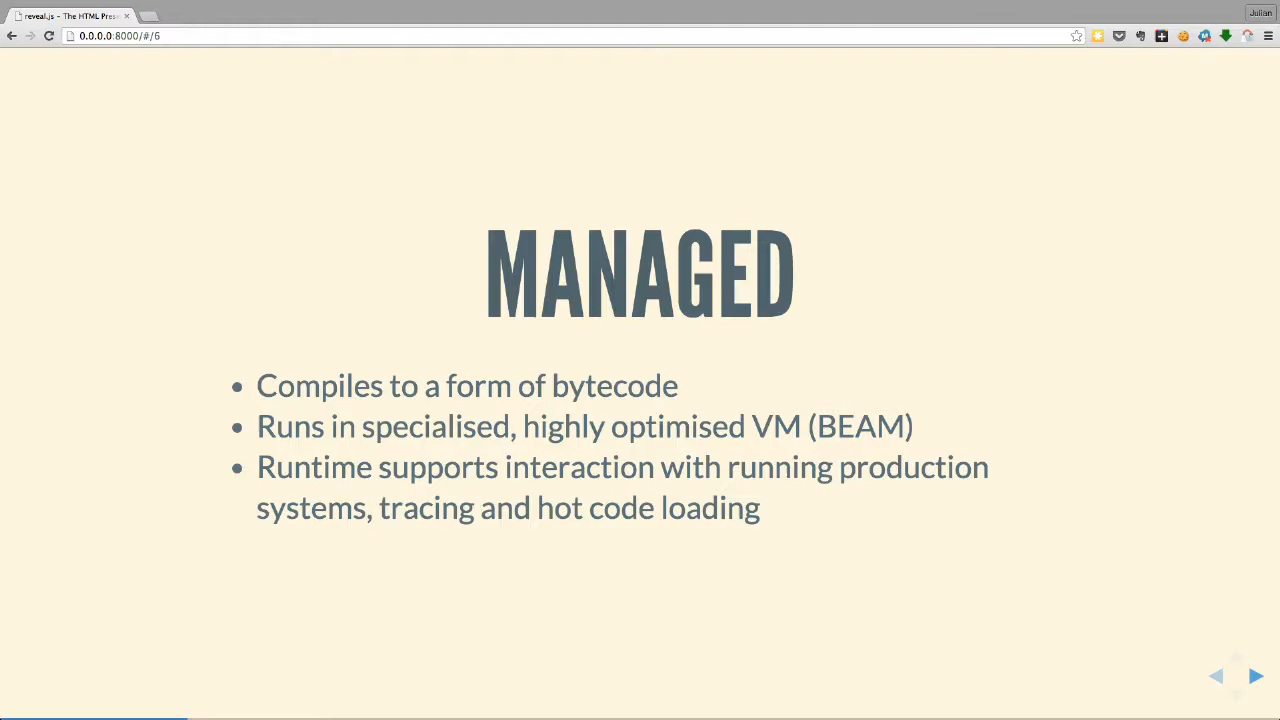 reveal.js – The HTML Pres
Julian
0.0.0.0:8000/#/6
MANAGED
• Compiles to a form of bytecode
• Runs in specialised, highly optimised VM (BEAM)
• Runtime supports interaction with running production
systems, tracing and hot code loading